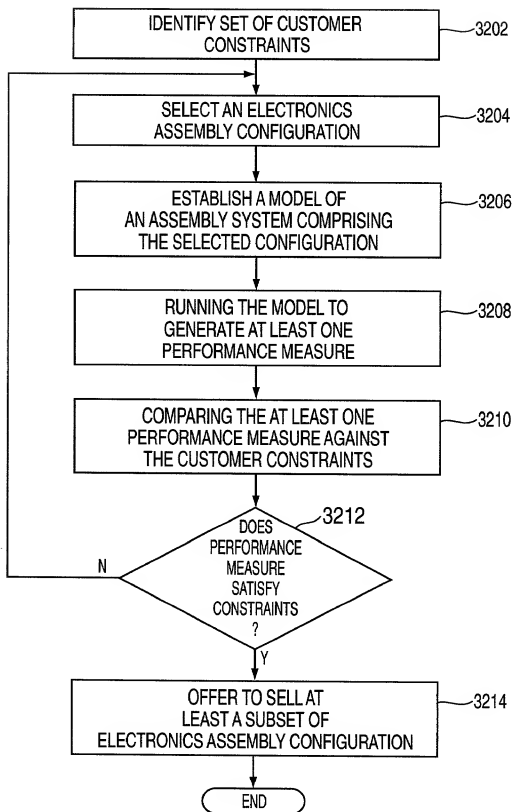 IDENTIFY SET OF CUSTOMER
CONSTRAINTS
3202
SELECT AN ELECTRONICS
ASSEMBLY CONFIGURATION
3204
ESTABLISH A MODEL OF
AN ASSEMBLY SYSTEM COMPRISING
THE SELECTED CONFIGURATION
3206
RUNNING THE MODEL TO
GENERATE AT LEAST ONE
PERFORMANCE MEASURE
3208
COMPARING THE AT LEAST ONE
PERFORMANCE MEASURE AGAINST
THE CUSTOMER CONSTRAINTS
3210
3212
DOES
PERFORMANCE
MEASURE
SATISFY
CONSTRAINTS
?
N
Y
OFFER TO SELL AT
LEAST A SUBSET OF
ELECTRONICS ASSEMBLY CONFIGURATION
3214
END